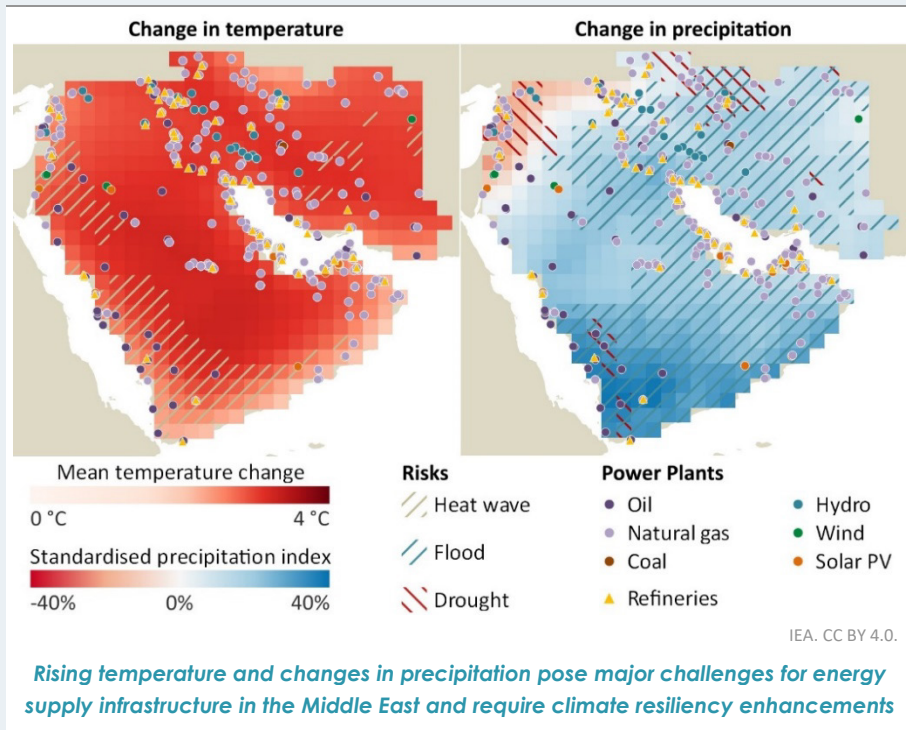 Change in temperature
Change in precipitation
Mean temperature change
0 °C
4 °C
Standardised precipitation index
-40%
0%
40%
Risks
Heat wave
Flood
Drought
Power Plants
Oil
Natural gas
Coal
Refineries
Hydro
Wind
Solar PV
IEA. CC BY 4.0.
Rising temperature and changes in precipitation pose major challenges for energy
supply infrastructure in the Middle East and require climate resiliency enhancements